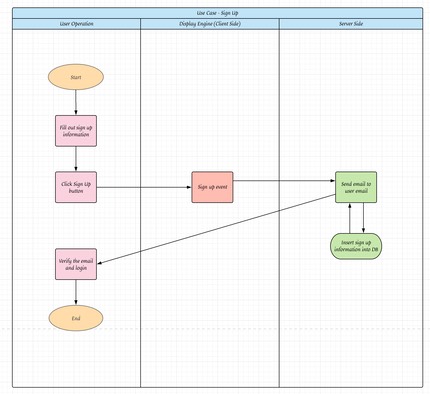 Use Case - Sign Up
User Operation
Display Engine (Client Side)
Server Side
Start
Fill out sign up
information
Click Sign Up
button
Sign up event
Send email to
user email
Insert sign up
information into DB
Verify the email
and login
End